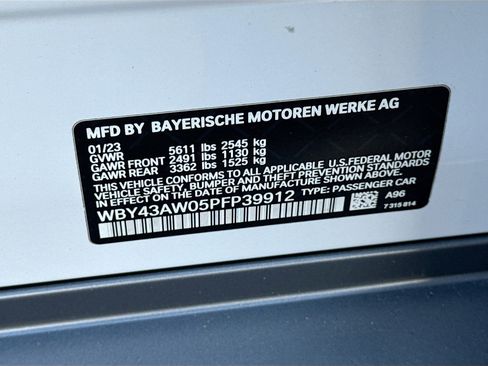 MFD BY BAYERISCHE MOTOREN WERKE AG
01/23 5611 lbs 2545 kg
GVWR
GAWR FRONT 2491 lbs 1130 kg
GAWR REAR 3362 lbs 1525 kg
THIS VEHICLE CONFORMS TO ALL APPLICABLE U.S.FEDERAL MOTOR
VEHICLE SAFETY, BUMPER, AND THEFT PREVENTION STANDARDS
IN EFFECT ON THE DATE OF MANUFACTURE SHOWN ABOVE.
WBY43AW05PFP39912 TYPE: PASSENGER CAR
A96
7 315 814